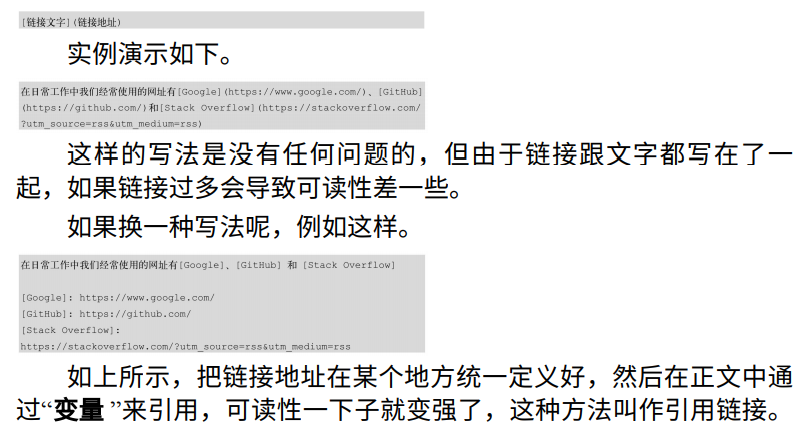 [链接文字](链接地址)
实例演示如下。
在日常工作中我们经常使用的网址有[Google](https://www.google.com/)、[GitHub]
(https://github.com/)和[Stack Overflow](https://stackoverflow.com/
?utm_source=rss&utm_medium=rss)
这样的写法是没有任何问题的，但由于链接跟文字都写在了一
起，如果链接过多会导致可读性差一些。
如果换一种写法呢，例如这样。
在日常工作中我们经常使用的网址有[Google]、[GitHub] 和 [Stack Overflow]
[Google]: https://www.google.com/
[GitHub]: https://github.com/
[Stack Overflow]:
https://stackoverflow.com/?utm_source=rss&utm_medium=rss
如上所示，把链接地址在某个地方统一定义好，然后在正文中通
过“变量 ”来引用，可读性一下子就变强了，这种方法叫作引用链接。